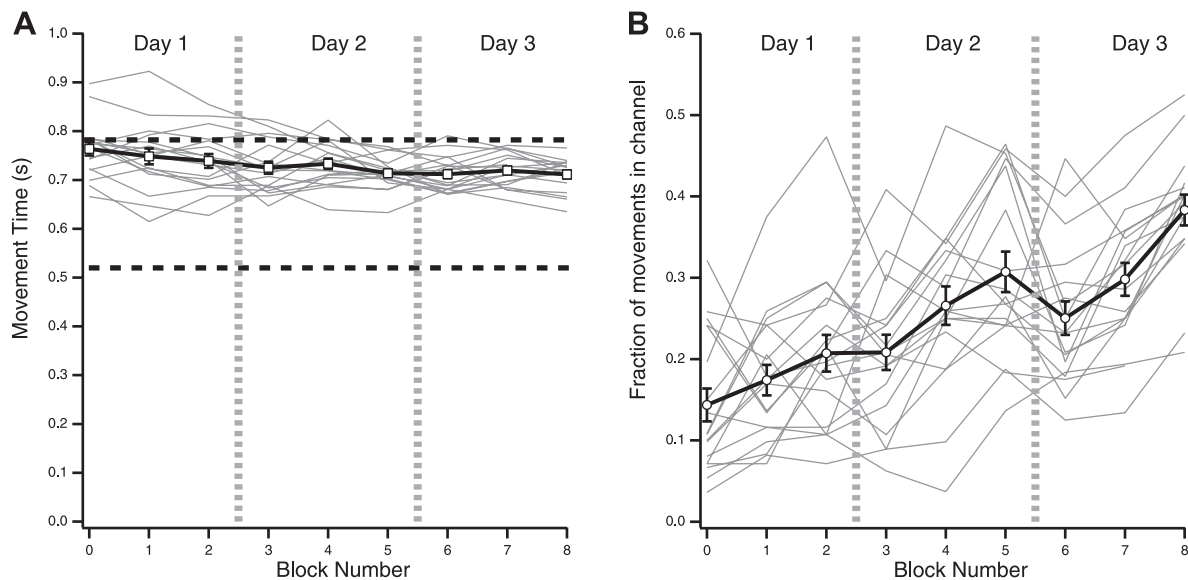 A
Day 1 Day 2 Day 3
Movement Time (s)
1.0
0.9
0.8
0.7
0.6
0.5
0.4
0.3
0.2
0.1
0.0
0 1 2 3 4 5 6 7 8
Block Number
B
Day 1 Day 2 Day 3
Fraction of movements in channel
0.6
0.5
0.4
0.3
0.2
0.1
0.0
0 1 2 3 4 5 6 7 8
Block Number